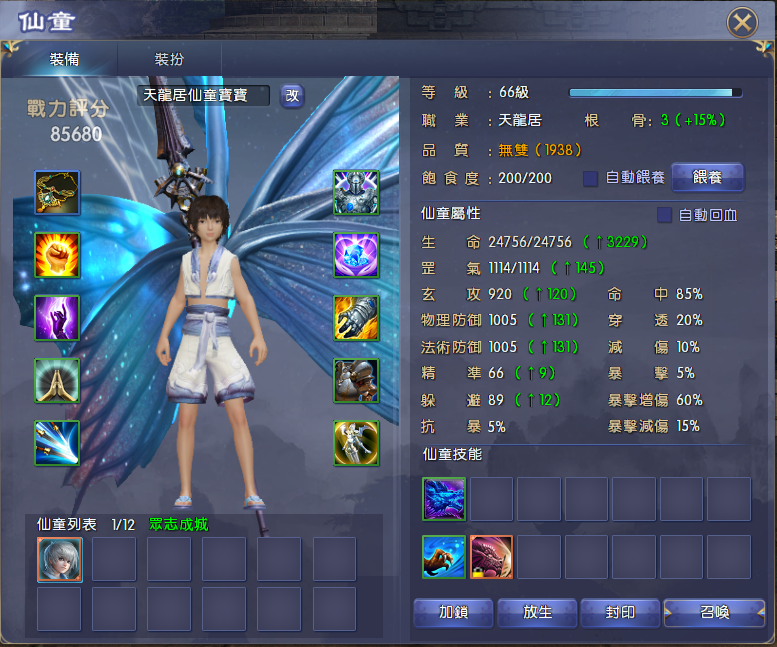 仙童
裝備 裝扮
戰力評分
85680
天龍居仙童寶寶 改
仙童列表 1/12 眾志成城
等級：66級
職業：天龍居 根骨：3（+15%）
品質：無雙（1938）
飽食度：200/200 自動餵養 餵養
仙童屬性 自動回血
生命 24756/24756（↑3229）
罡氣 1114/1114（↑145）
玄攻 920（↑120） 命中 85%
物理防御 1005（↑131） 穿透 20%
法術防御 1005（↑131） 減傷 10%
精準 66（↑9） 暴擊 5%
躲避 89（↑12） 暴擊增傷 60%
抗暴 5% 暴擊減傷 15%
仙童技能
加鎖 放生 封印 召喚